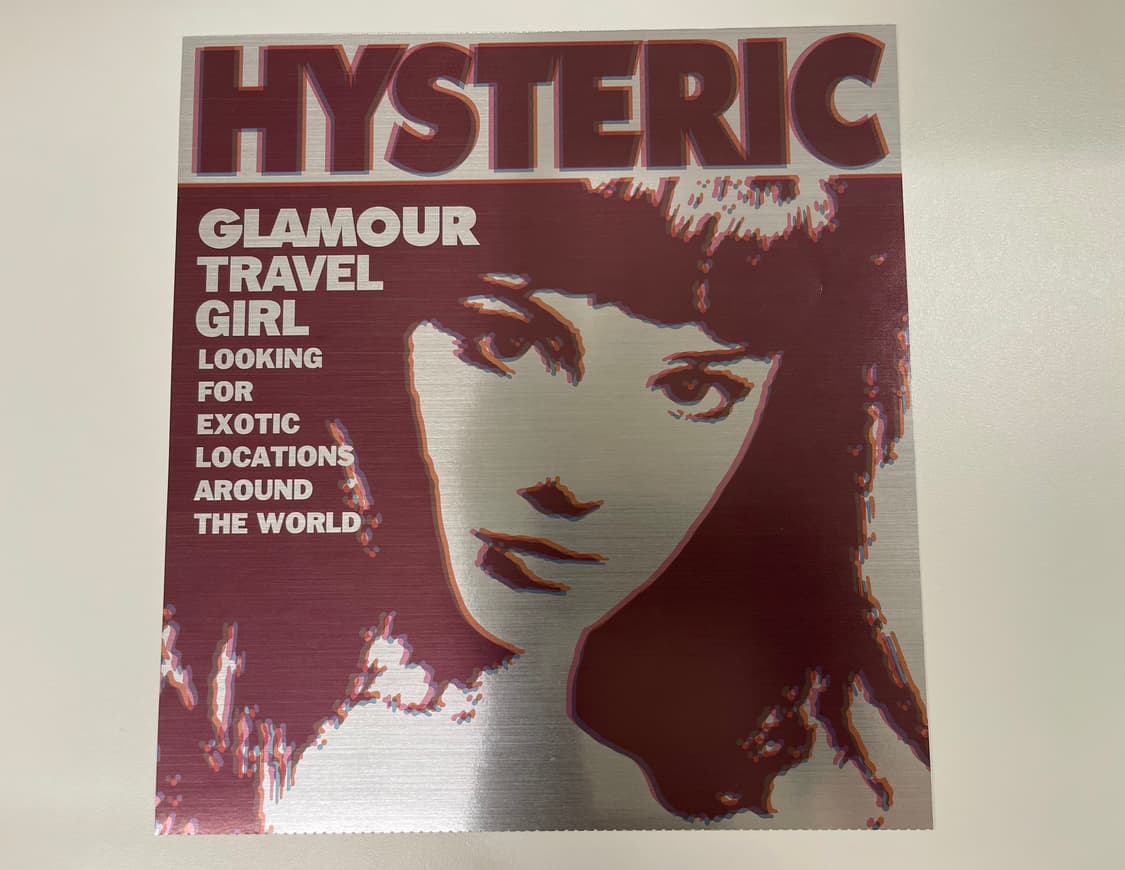 HYSTERIC
GLAMOUR
TRAVEL
GIRL
LOOKING
FOR
EXOTIC
LOCATIONS
AROUND
THE WORLD